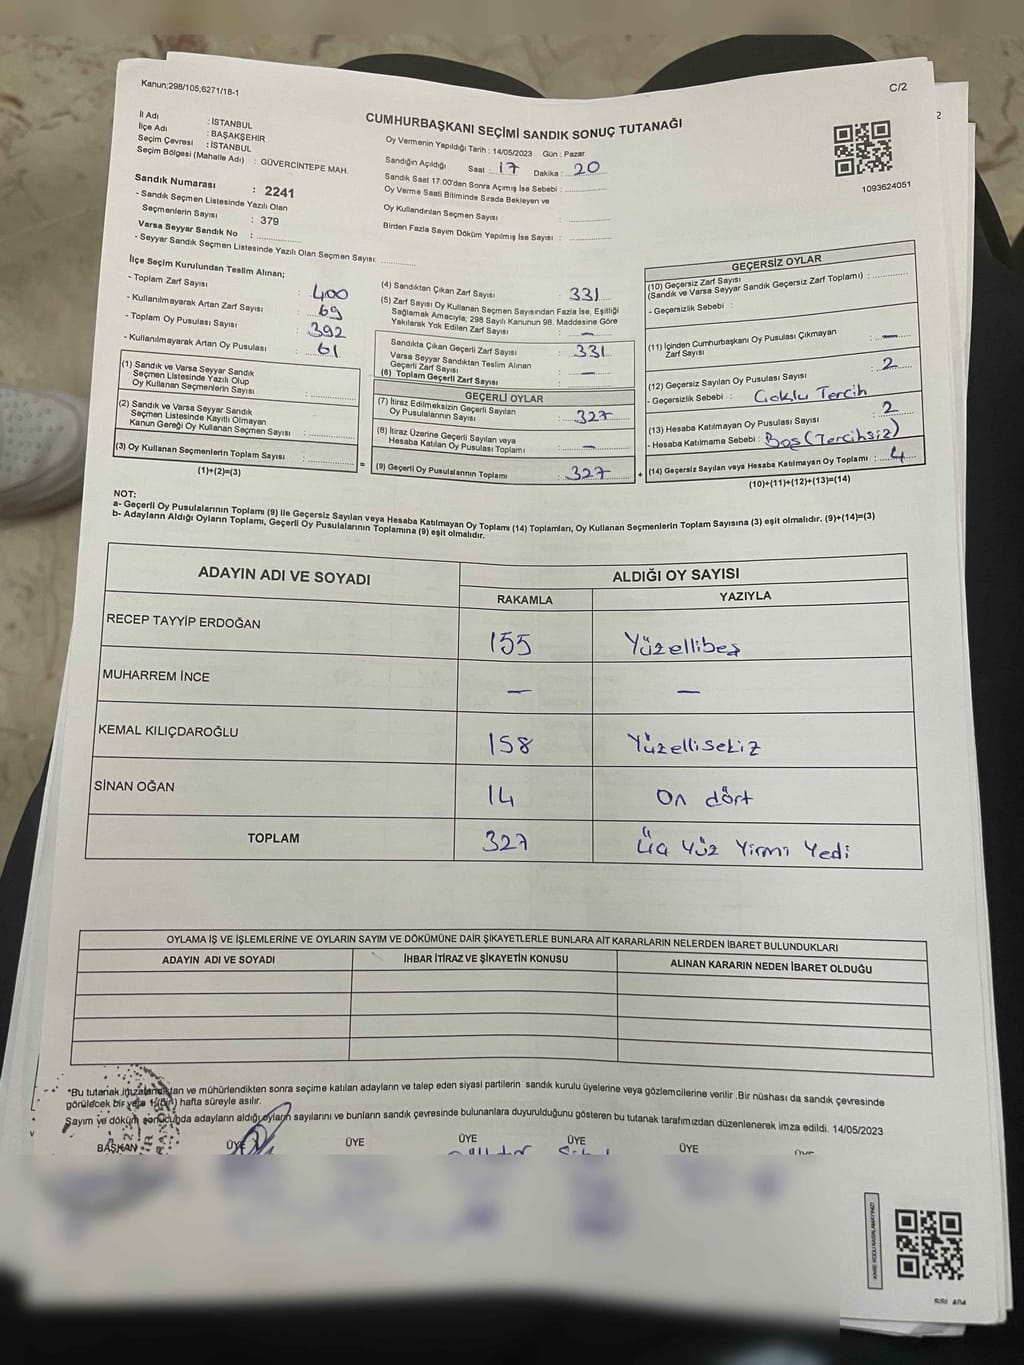 Kanun;298/105;6271/18-1
C/2
2
İl Adı : İSTANBUL
İlçe Adı : BAŞAKŞEHİR
Seçim Çevresi : İSTANBUL
Seçim Bölgesi (Mahalle Adı) : GÜVERCİNTEPE MAH.
CUMHURBAŞKANI SEÇİMİ SANDIK SONUÇ TUTANAĞI
Oy Vermenin Yapıldığı Tarih : 14/05/2023 Gün : Pazar
Sandığın Açıldığı Saat : 17 Dakika : 20
Sandık Saat 17.00'den Sonra Açımış İse Sebebi :
Oy Verme Saati Bitiminde Sırada Bekleyen ve
Oy Kullandırılan Seçmen Sayısı :
Birden Fazla Sayım Döküm Yapılmış İse Sayısı :
1093624051
Sandık Numarası : 2241
- Sandık Seçmen Listesinde Yazılı Olan
Seçmenlerin Sayısı : 379
Varsa Seyyar Sandık No :
- Seyyar Sandık Seçmen Listesinde Yazılı Olan Seçmen Sayısı:
İlçe Seçim Kurulundan Teslim Alınan;
- Toplam Zarf Sayısı : 400
- Kullanılmayarak Artan Zarf Sayısı : 69
- Toplam Oy Pusulası Sayısı : 392
- Kullanılmayarak Artan Oy Pusulası : 61
(1) Sandık ve Varsa Seyyar Sandık
Seçmen Listesinde Yazılı Olup
Oy Kullanan Seçmenlerin Sayısı :
(2) Sandık ve Varsa Seyyar Sandık
Seçmen Listesinde Kayıtlı Olmayan
Kanun Gereği Oy Kullanan Seçmen Sayısı :
(3) Oy Kullanan Seçmenlerin Toplam Sayısı :
(1)+(2)=(3)
(4) Sandıktan Çıkan Zarf Sayısı : 331
(5) Zarf Sayısı Oy Kullanan Seçmen Sayısından Fazla İse, Eşitliği
Sağlamak Amacıyla; 298 Sayılı Kanunun 98. Maddesine Göre
Yakılarak Yok Edilen Zarf Sayısı : —
Sandıkta Çıkan Geçerli Zarf Sayısı : 331
Varsa Seyyar Sandıktan Teslim Alınan
Geçerli Zarf Sayısı : —
(6) Toplam Geçerli Zarf Sayısı
GEÇERLİ OYLAR
(7) İtiraz Edilmeksizin Geçerli Sayılan
Oy Pusulalarının Sayısı : 327
(8) İtiraz Üzerine Geçerli Sayılan veya
Hesaba Katılan Oy Pusulası Toplamı : —
= (9) Geçerli Oy Pusulalarının Toplamı : 327 +
GEÇERSİZ OYLAR
(10) Geçersiz Zarf Sayısı
(Sandık ve Varsa Seyyar Sandık Geçersiz Zarf Toplamı) :
- Geçersizlik Sebebi :
(11) İçinden Cumhurbaşkanı Oy Pusulası Çıkmayan
Zarf Sayısı : —
(12) Geçersiz Sayılan Oy Pusulası Sayısı : 2
- Geçersizlik Sebebi : Çoklu Tercih
(13) Hesaba Katılmayan Oy Pusulası Sayısı : 2
- Hesaba Katılmama Sebebi : Boş (Tercihsiz)
(14) Geçersiz Sayılan veya Hesaba Katılmayan Oy Toplamı : 4
(10)+(11)+(12)+(13)=(14)
NOT:
a- Geçerli Oy Pusulalarının Toplamı (9) ile Geçersiz Sayılan veya Hesaba Katılmayan Oy Toplamı (14) Toplamları, Oy Kullanan Seçmenlerin Toplam Sayısına (3) eşit olmalıdır. (9)+(14)=(3)
b- Adayların Aldığı Oyların Toplamı, Geçerli Oy Pusulalarının Toplamına (9) eşit olmalıdır.
ADAYIN ADI VE SOYADI
ALDIĞI OY SAYISI
RAKAMLA YAZIYLA
RECEP TAYYİP ERDOĞAN 155 Yüzellibeş
MUHARREM İNCE — —
KEMAL KILIÇDAROĞLU 158 Yüzellisekiz
SİNAN OĞAN 14 On dört
TOPLAM 327 Üç Yüz Yirmi Yedi
OYLAMA İŞ VE İŞLEMLERİNE VE OYLARIN SAYIM VE DÖKÜMÜNE DAİR ŞİKAYETLERLE BUNLARA AİT KARARLARIN NELERDEN İBARET BULUNDUKLARI
ADAYIN ADI VE SOYADI İHBAR İTİRAZ VE ŞİKAYETİN KONUSU ALINAN KARARIN NEDEN İBARET OLDUĞU
*Bu tutanak imzalandıktan ve mühürlendikten sonra seçime katılan adayların ve talep eden siyasi partilerin sandık kurulu üyelerine veya gözlemcilerine verilir .Bir nüshası da sandık çevresinde
görülecek bir yere 1 (bir) hafta süreyle asılır.
Sayım ve döküm sonucunda adayların aldığı oyların sayılarını ve bunların sandık çevresinde bulunanlara duyurulduğunu gösteren bu tutanak tarafımızdan düzenlenerek imza edildi. 14/05/2023
BAŞKAN ÜYE ÜYE ÜYE ÜYE ÜYE